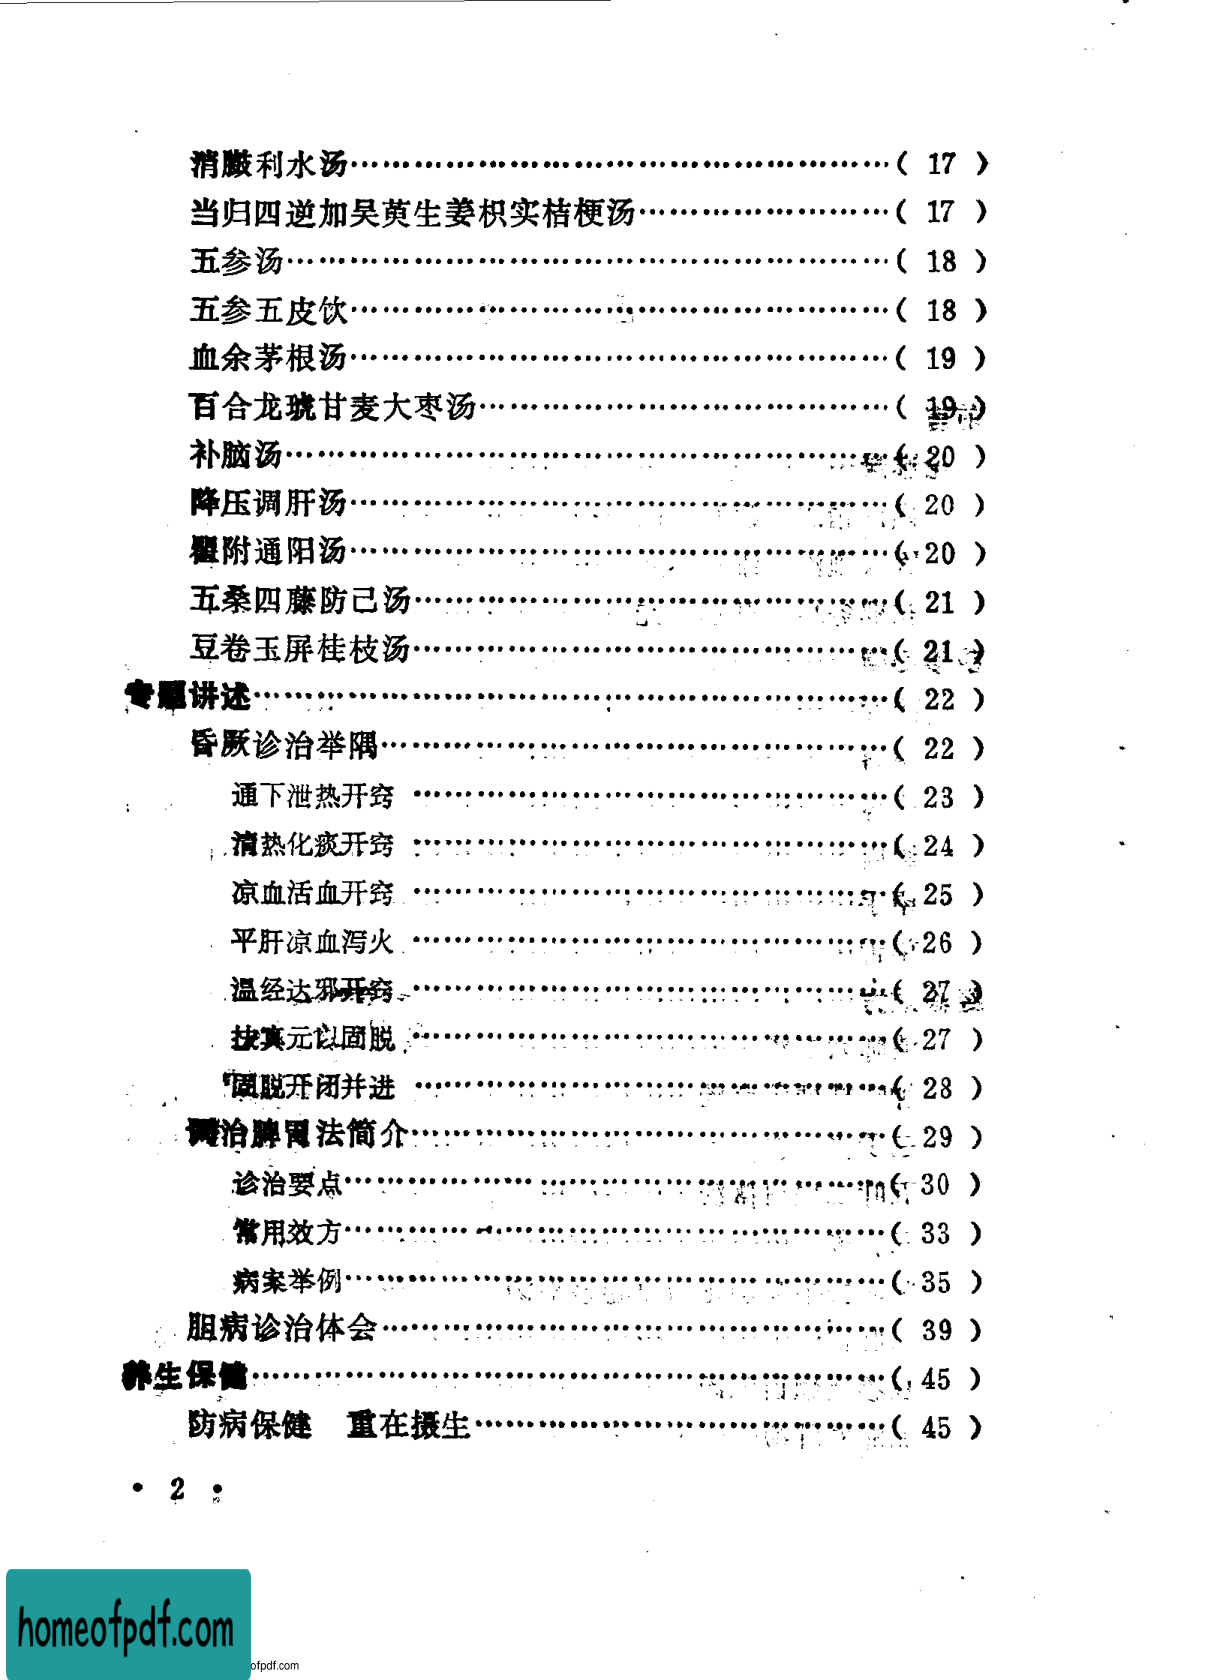 消臌利水汤……(17)
当归四逆加吴萸生姜枳实桔梗汤……(17)
五参汤……(18)
五参五皮饮……(18)
血余茅根汤……(19)
百合龙琥甘麦大枣汤……(19)
补脑汤……(20)
降压调肝汤……(20)
瞿附通阳汤……(20)
五桑四藤防己汤……(21)
豆卷玉屏桂枝汤……(21)
专题讲述……(22)
昏厥诊治举隅……(22)
通下泄热开窍……(23)
清热化痰开窍……(24)
凉血活血开窍……(25)
平肝凉血泻火……(26)
温经达邪开窍……(27)
扶真元以固脱……(27)
固脱开闭并进……(28)
调治脾胃法简介……(29)
诊治要点……(30)
常用效方……(33)
病案举例……(35)
胆病诊治体会……(39)
养生保健……(45)
防病保健 重在摄生……(45)
• 2 •
homeofpdf.com
ofpdf.com